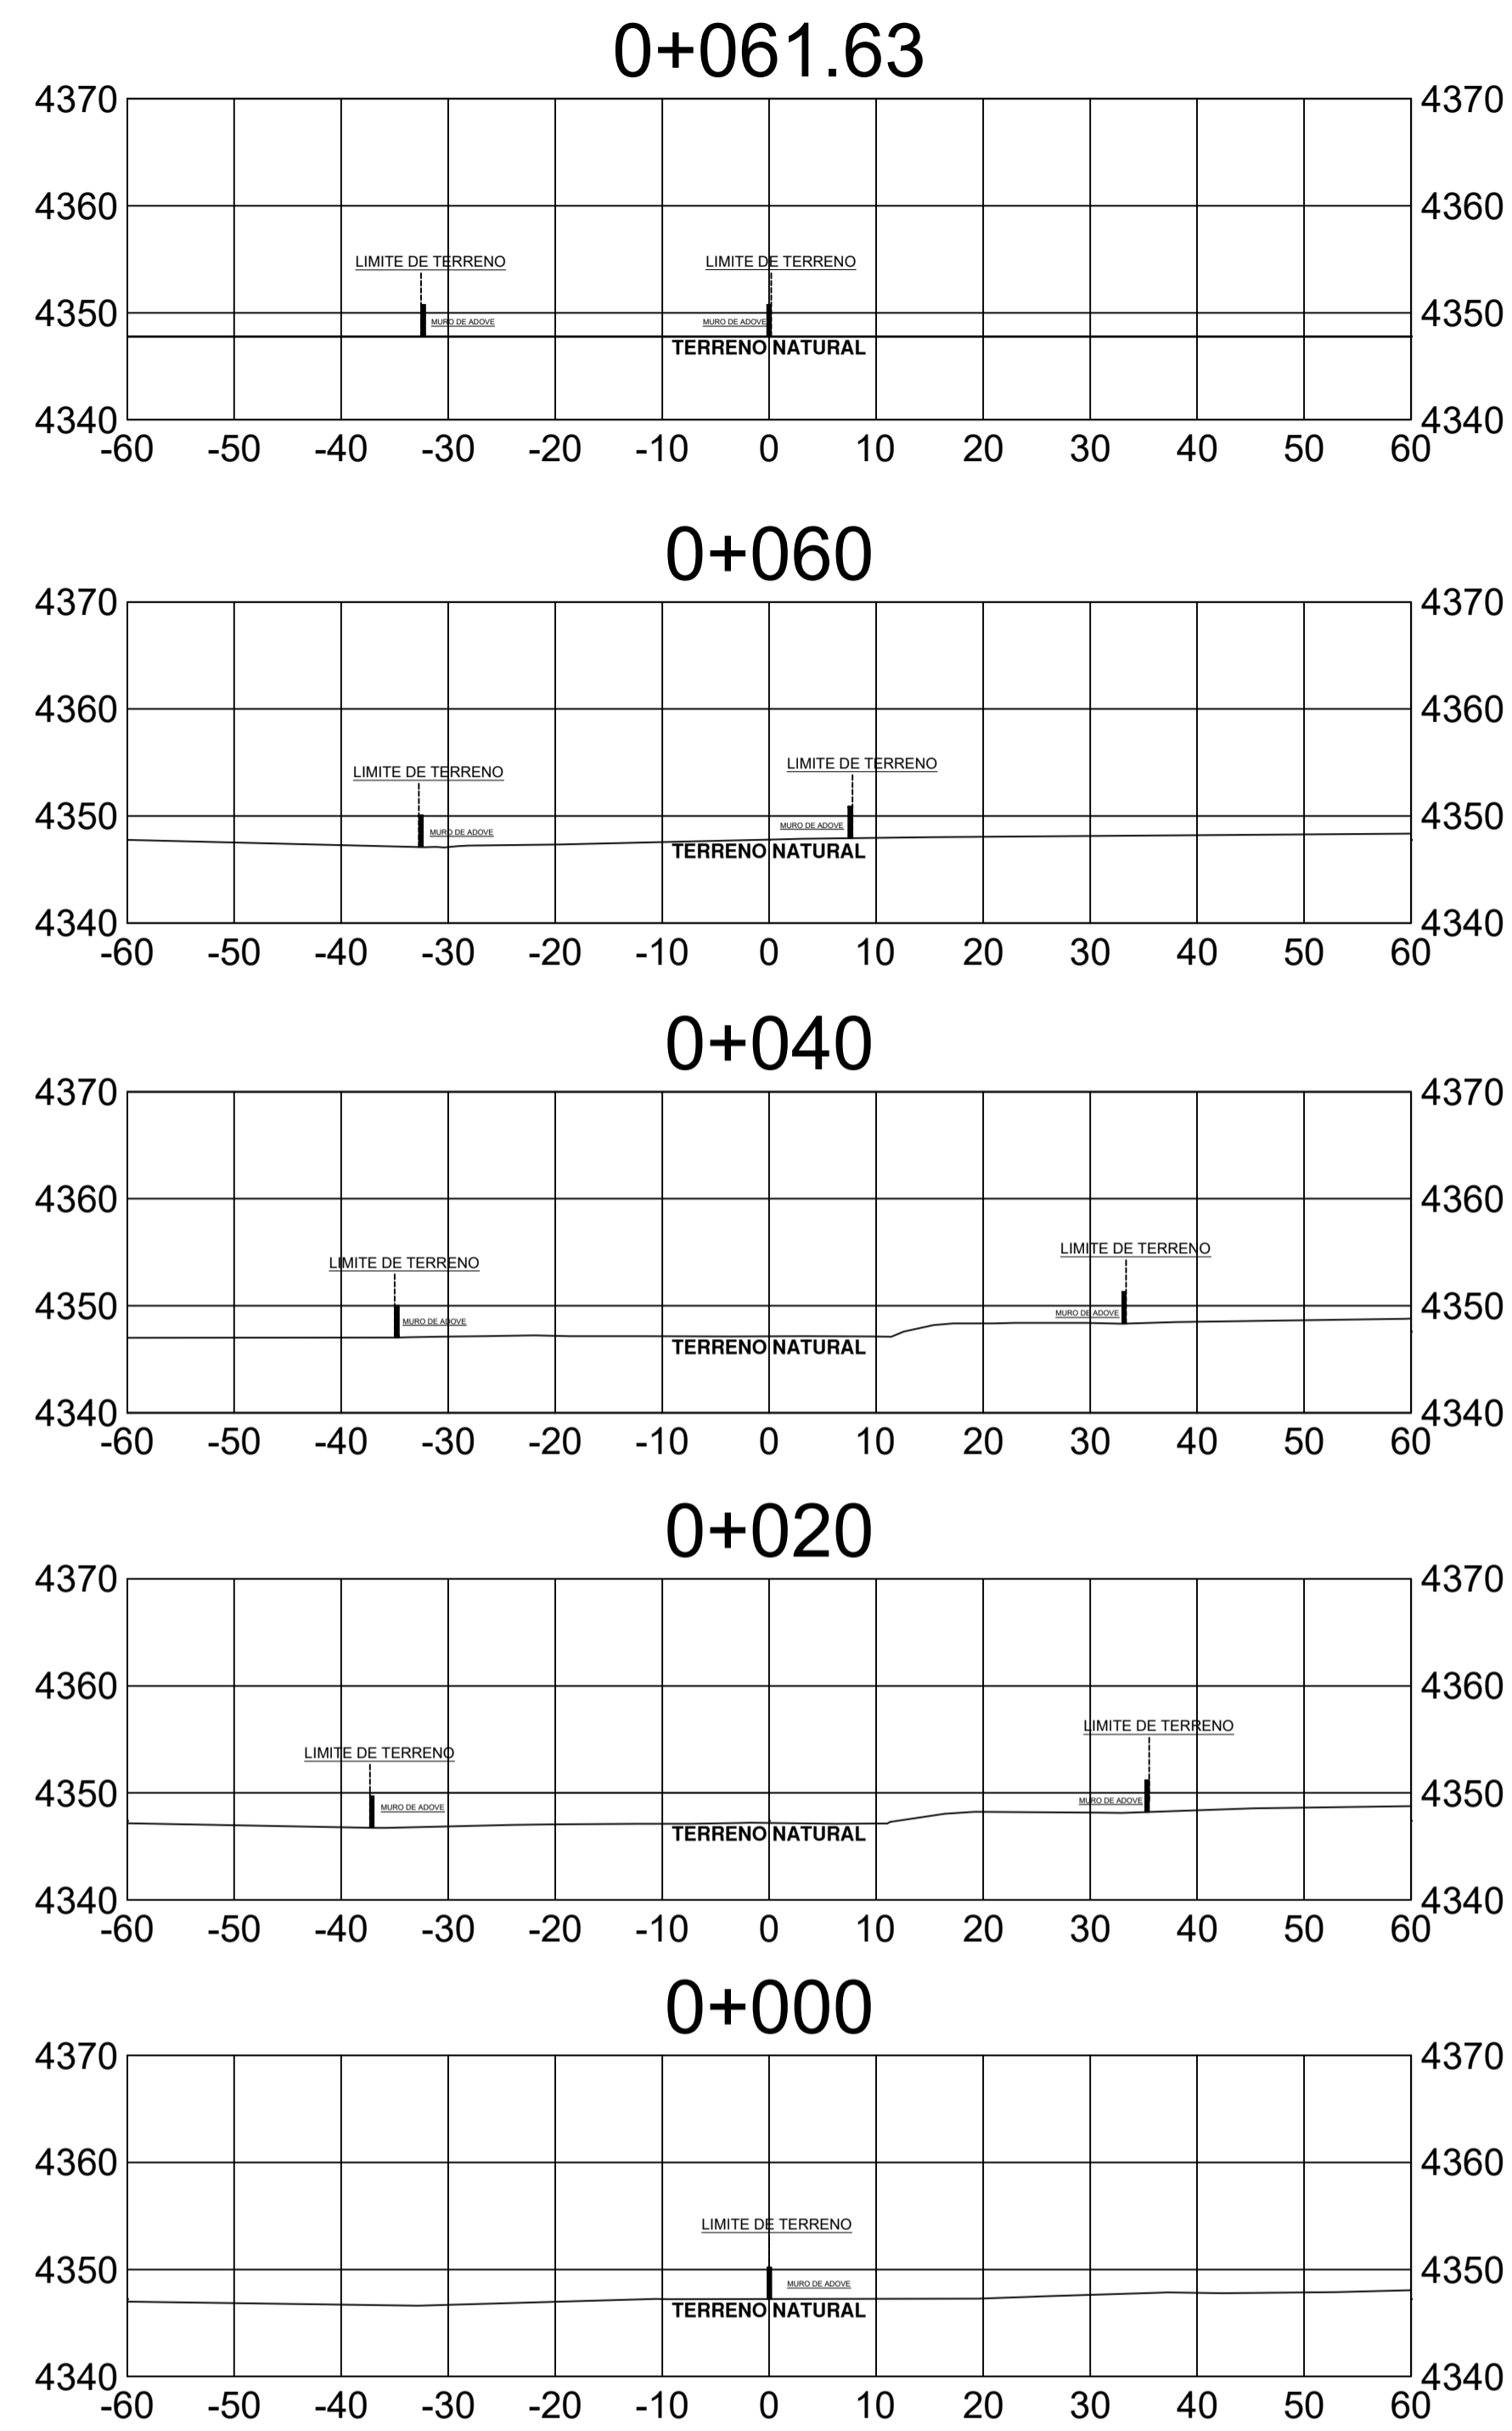 0+061.63
4370 4370
4360 4360
LIMITE DE TERRENO LIMITE DE TERRENO
4350 MURO DE ADOVE MURO DE ADOVE 4350
TERRENO NATURAL
4340 4340
-60 -50 -40 -30 -20 -10 0 10 20 30 40 50 60
0+060
4370 4370
4360 4360
LIMITE DE TERRENO LIMITE DE TERRENO
4350 MURO DE ADOVE MURO DE ADOVE 4350
TERRENO NATURAL
4340 4340
-60 -50 -40 -30 -20 -10 0 10 20 30 40 50 60
0+040
4370 4370
4360 4360
LIMITE DE TERRENO LIMITE DE TERRENO
4350 MURO DE ADOVE MURO DE ADOVE 4350
TERRENO NATURAL
4340 4340
-60 -50 -40 -30 -20 -10 0 10 20 30 40 50 60
0+020
4370 4370
4360 4360
LIMITE DE TERRENO LIMITE DE TERRENO
4350 MURO DE ADOVE MURO DE ADOVE 4350
TERRENO NATURAL
4340 4340
-60 -50 -40 -30 -20 -10 0 10 20 30 40 50 60
0+000
4370 4370
4360 4360
LIMITE DE TERRENO
4350 MURO DE ADOVE 4350
TERRENO NATURAL
4340 4340
-60 -50 -40 -30 -20 -10 0 10 20 30 40 50 60